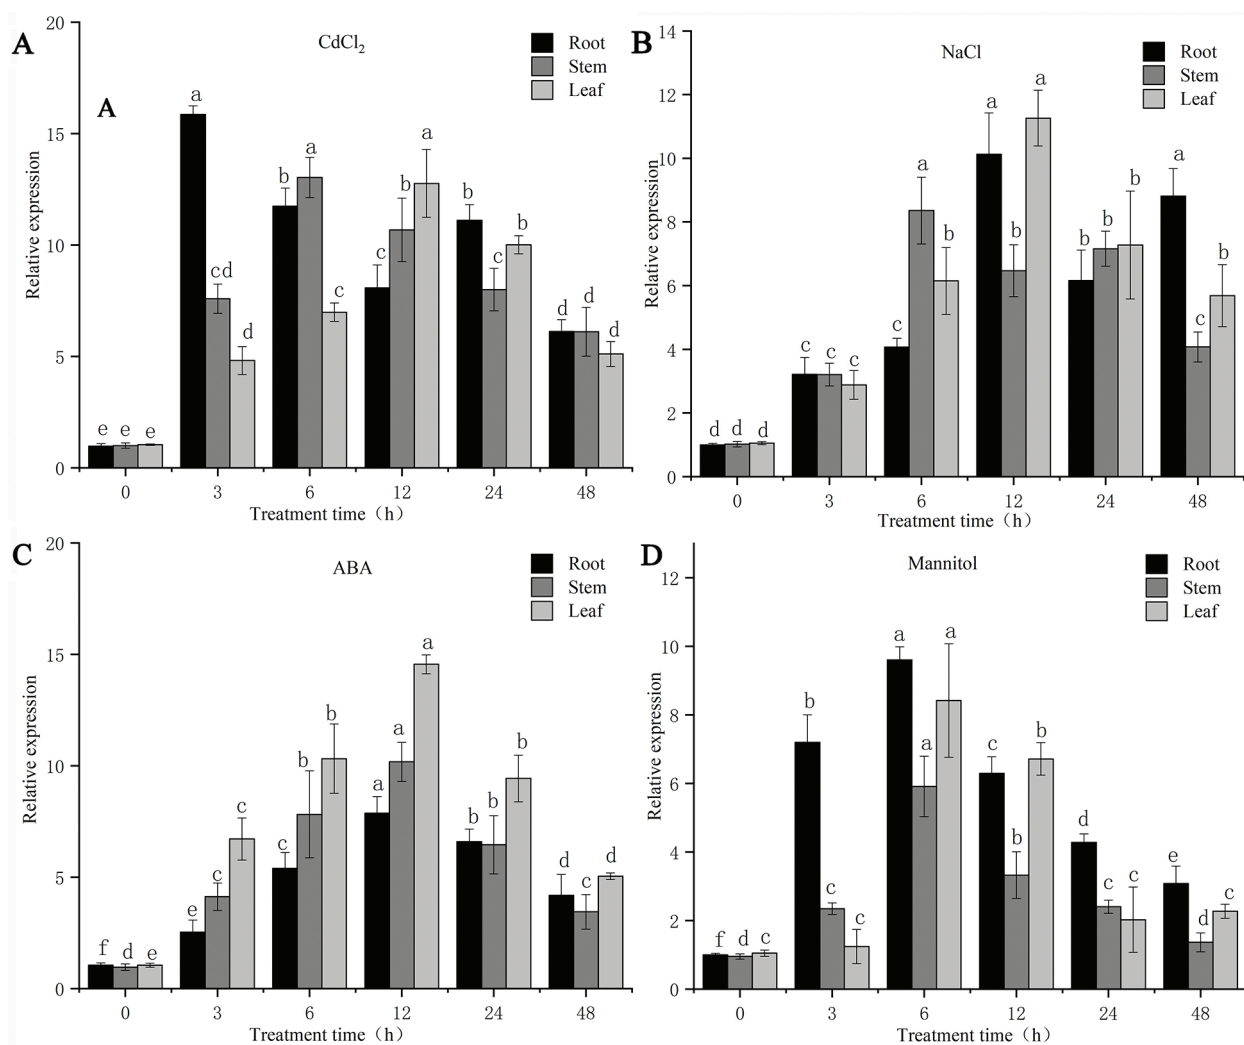 A
CdCl₂
Root
Stem
Leaf
A
Relative expression
20
15
10
5
0
e e e
a cd d
b a c
c b a
b c b
d d d
0 3 6 12 24 48
Treatment time（h）
B
NaCl
Root
Stem
Leaf
Relative expression
14
12
10
8
6
4
2
0
d d d
c c c
c a b
a b a
b b b
a c b
0 3 6 12 24 48
Treatment time（h）
C
ABA
Root
Stem
Leaf
Relative expression
20
15
10
5
0
f d e
e c c
c b b
a a a
b b b
d c d
0 3 6 12 24 48
Treatment time（h）
D
Mannitol
Root
Stem
Leaf
Relative expression
12
10
8
6
4
2
0
f d c
b c c
a a a
c b b
d c c
e d c
0 3 6 12 24 48
Treatment time（h）